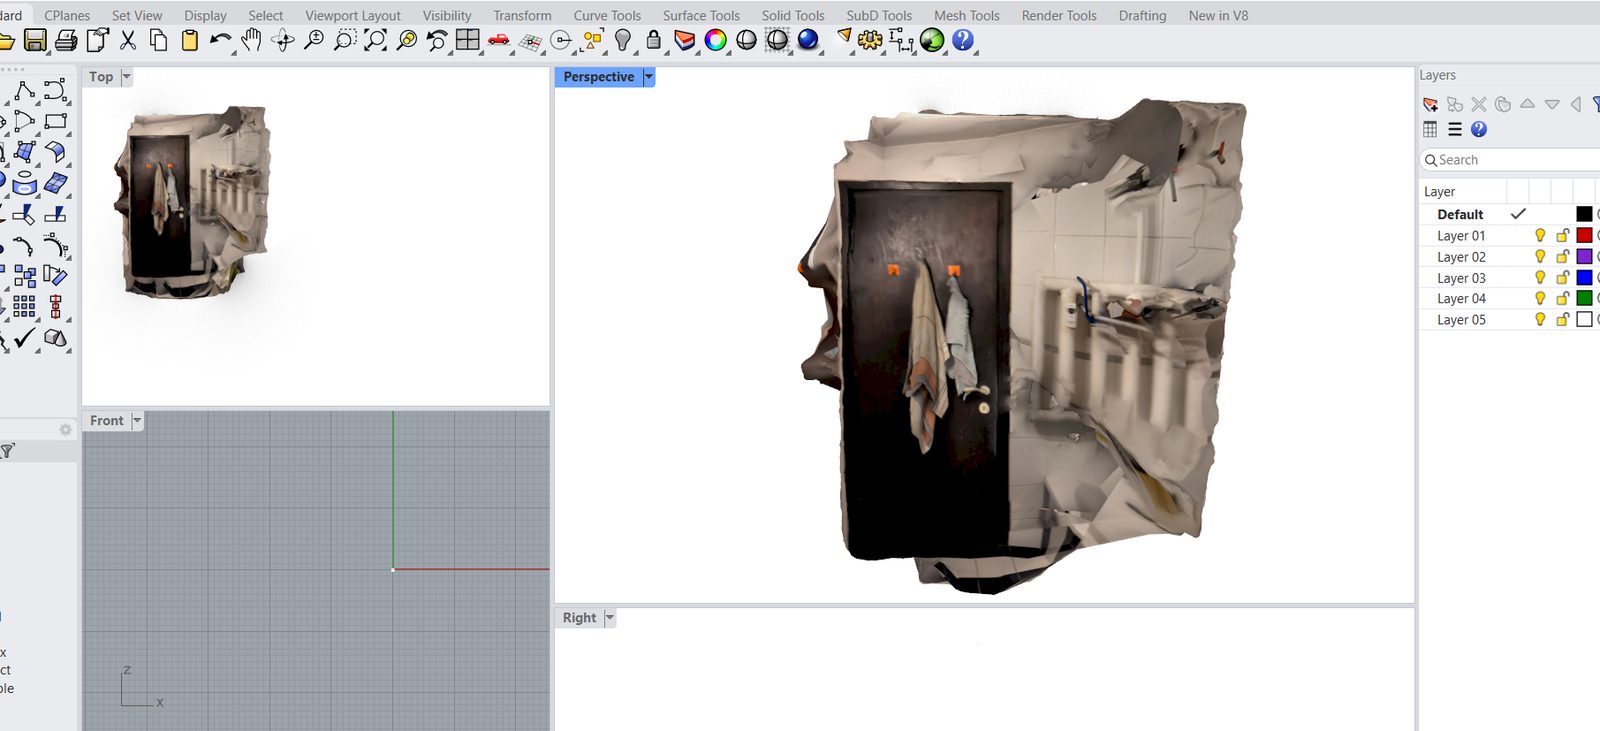 dard CPlanes Set View Display Select Viewport Layout Visibility Transform Curve Tools Surface Tools Solid Tools SubD Tools Mesh Tools Render Tools Drafting New in V8
Top
Perspective
Layers
Search
Layer
Default
Layer 01
Layer 02
Layer 03
Layer 04
Layer 05
Front
z
x
Right
x
ct
ple